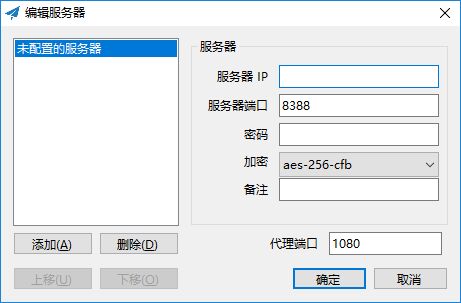 编辑服务器
未配置的服务器
服务器
服务器 IP
服务器端口 8388
密码
加密 aes-256-cfb
备注
添加(A) 删除(D) 代理端口 1080
上移(U) 下移(O) 确定 取消